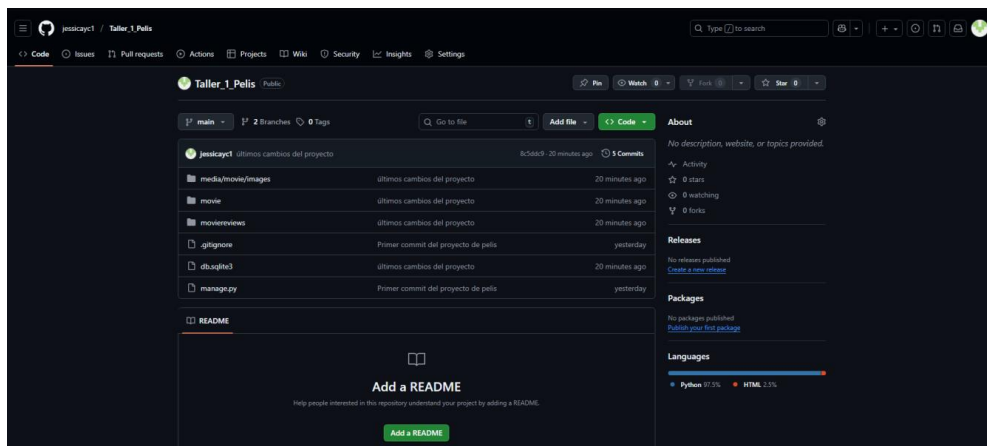 jessicayc1 / Taller_1_Pelis
Type / to search
Code Issues Pull requests Actions Projects Wiki Security Insights Settings
Taller_1_Pelis Public
Pin Watch 0 Fork 0 Star 0
main 2 Branches 0 Tags Go to file t Add file Code
jessicayc1 últimos cambios del proyecto 8c5ddc9 · 20 minutes ago 5 Commits
media/movie/images últimos cambios del proyecto 20 minutes ago
movie últimos cambios del proyecto 20 minutes ago
moviereviews últimos cambios del proyecto 20 minutes ago
.gitignore Primer commit del proyecto de pelis yesterday
db.sqlite3 últimos cambios del proyecto 20 minutes ago
manage.py Primer commit del proyecto de pelis yesterday
README
Add a README
Help people interested in this repository understand your project by adding a README.
Add a README
About
No description, website, or topics provided.
Activity
0 stars
0 watching
0 forks
Releases
No releases published
Create a new release
Packages
No packages published
Publish your first package
Languages
Python 97.5% HTML 2.5%